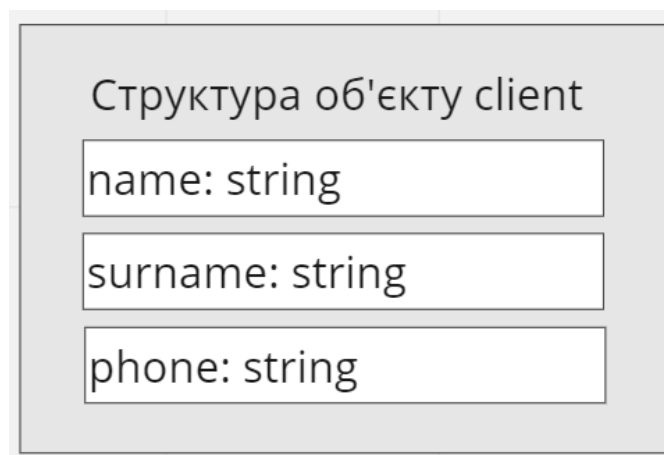 Структура об'єкту client
name: string
surname: string
phone: string